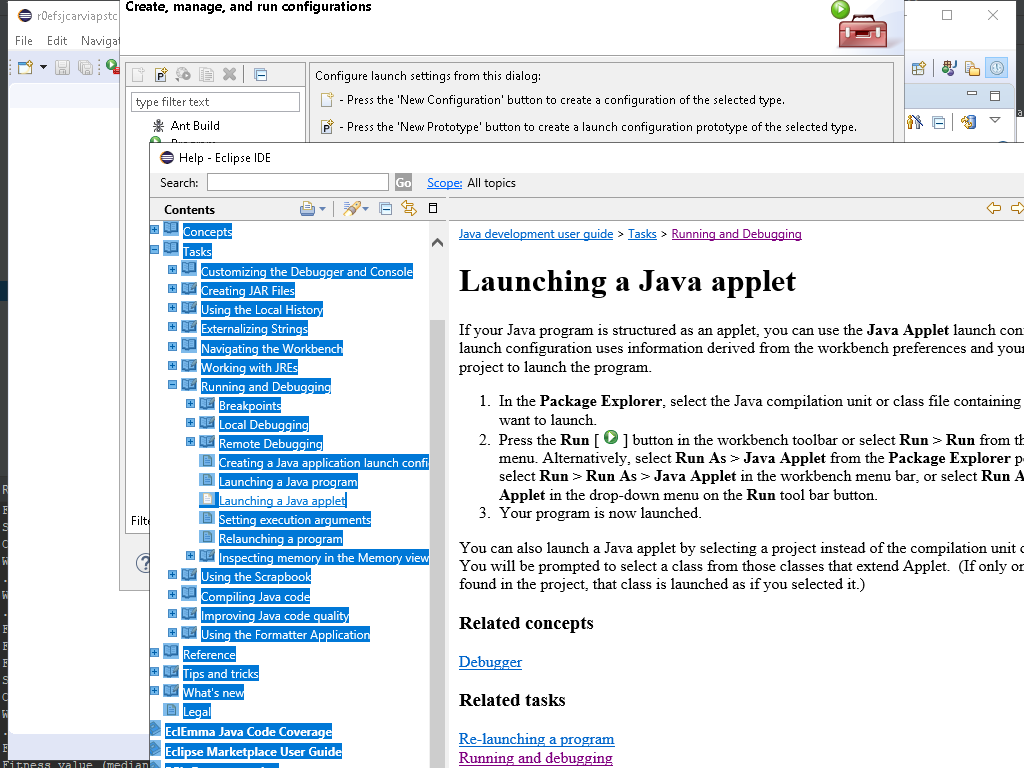 Create, manage, and run configurations
r0efsjcarviapstc
File Edit Navigat
Configure launch settings from this dialog:
type filter text
- Press the 'New Configuration' button to create a configuration of the selected type.
Ant Build
- Press the 'New Prototype' button to create a launch configuration prototype of the selected type.
Help - Eclipse IDE
Search:
Go
Scope: All topics
Contents
Concepts
Tasks
Customizing the Debugger and Console
Creating JAR Files
Using the Local History
Externalizing Strings
Navigating the Workbench
Working with JREs
Running and Debugging
Breakpoints
Local Debugging
Remote Debugging
Creating a Java application launch confi
Launching a Java program
Launching a Java applet
Setting execution arguments
Relaunching a program
Inspecting memory in the Memory view
Using the Scrapbook
Compiling Java code
Improving Java code quality
Using the Formatter Application
Reference
Tips and tricks
What's new
Legal
EclEmma Java Code Coverage
Eclipse Marketplace User Guide
Java development user guide > Tasks > Running and Debugging
Launching a Java applet
If your Java program is structured as an applet, you can use the Java Applet launch con
launch configuration uses information derived from the workbench preferences and your
project to launch the program.
1. In the Package Explorer, select the Java compilation unit or class file containing
want to launch.
2. Press the Run [ ] button in the workbench toolbar or select Run > Run from th
menu. Alternatively, select Run As > Java Applet from the Package Explorer p
select Run > Run As > Java Applet in the workbench menu bar, or select Run A
Applet in the drop-down menu on the Run tool bar button.
3. Your program is now launched.
You can also launch a Java applet by selecting a project instead of the compilation unit o
You will be prompted to select a class from those classes that extend Applet. (If only on
found in the project, that class is launched as if you selected it.)
Related concepts
Debugger
Related tasks
Re-launching a program
Running and debugging
Filte
Fitness value (median